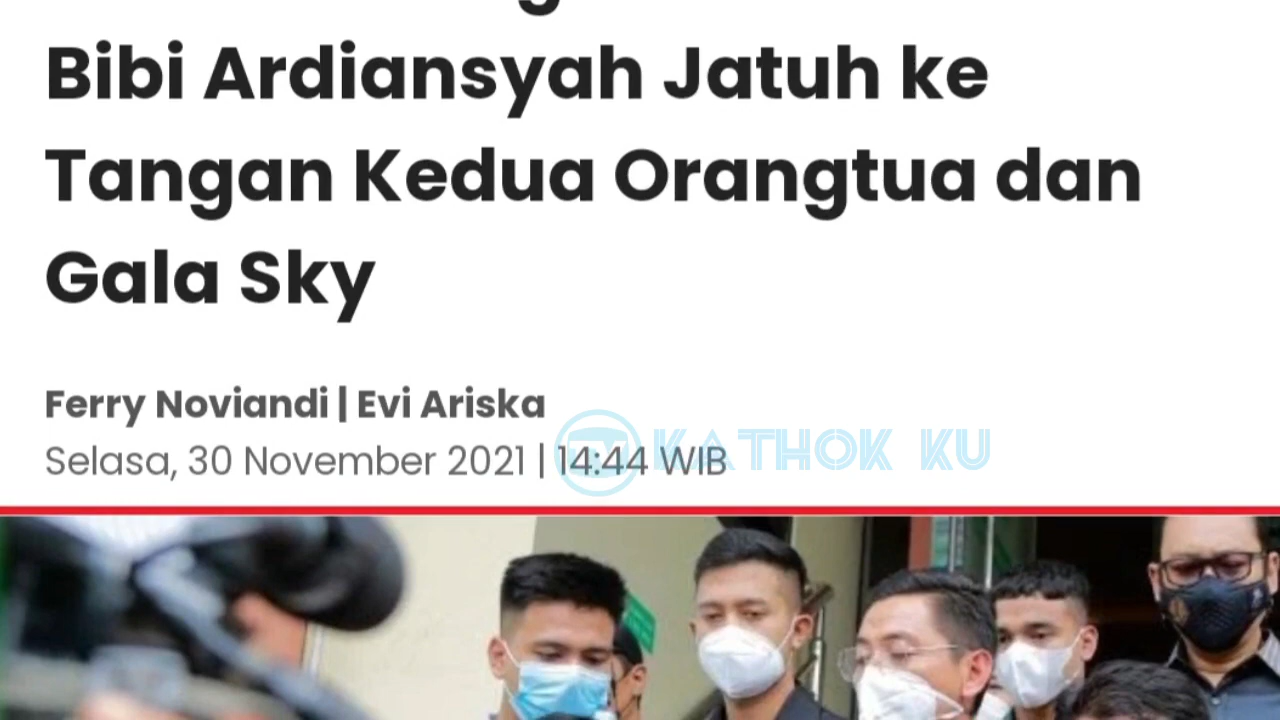 Bibi Ardiansyah Jatuh ke
Tangan Kedua Orangtua dan
Gala Sky
Ferry Noviandi | Evi Ariska
Selasa, 30 November 2021 | 14:44 WIB
KATHOK KU